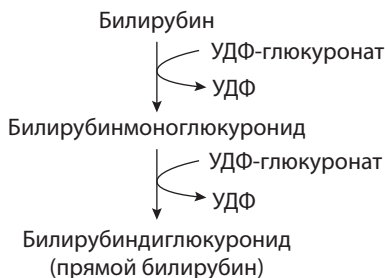 Билирубин
УДФ-глюкуронат
УДФ
Билирубинмоноглюкуронид
УДФ-глюкуронат
УДФ
Билирубиндиглюкуронид
(прямой билирубин)